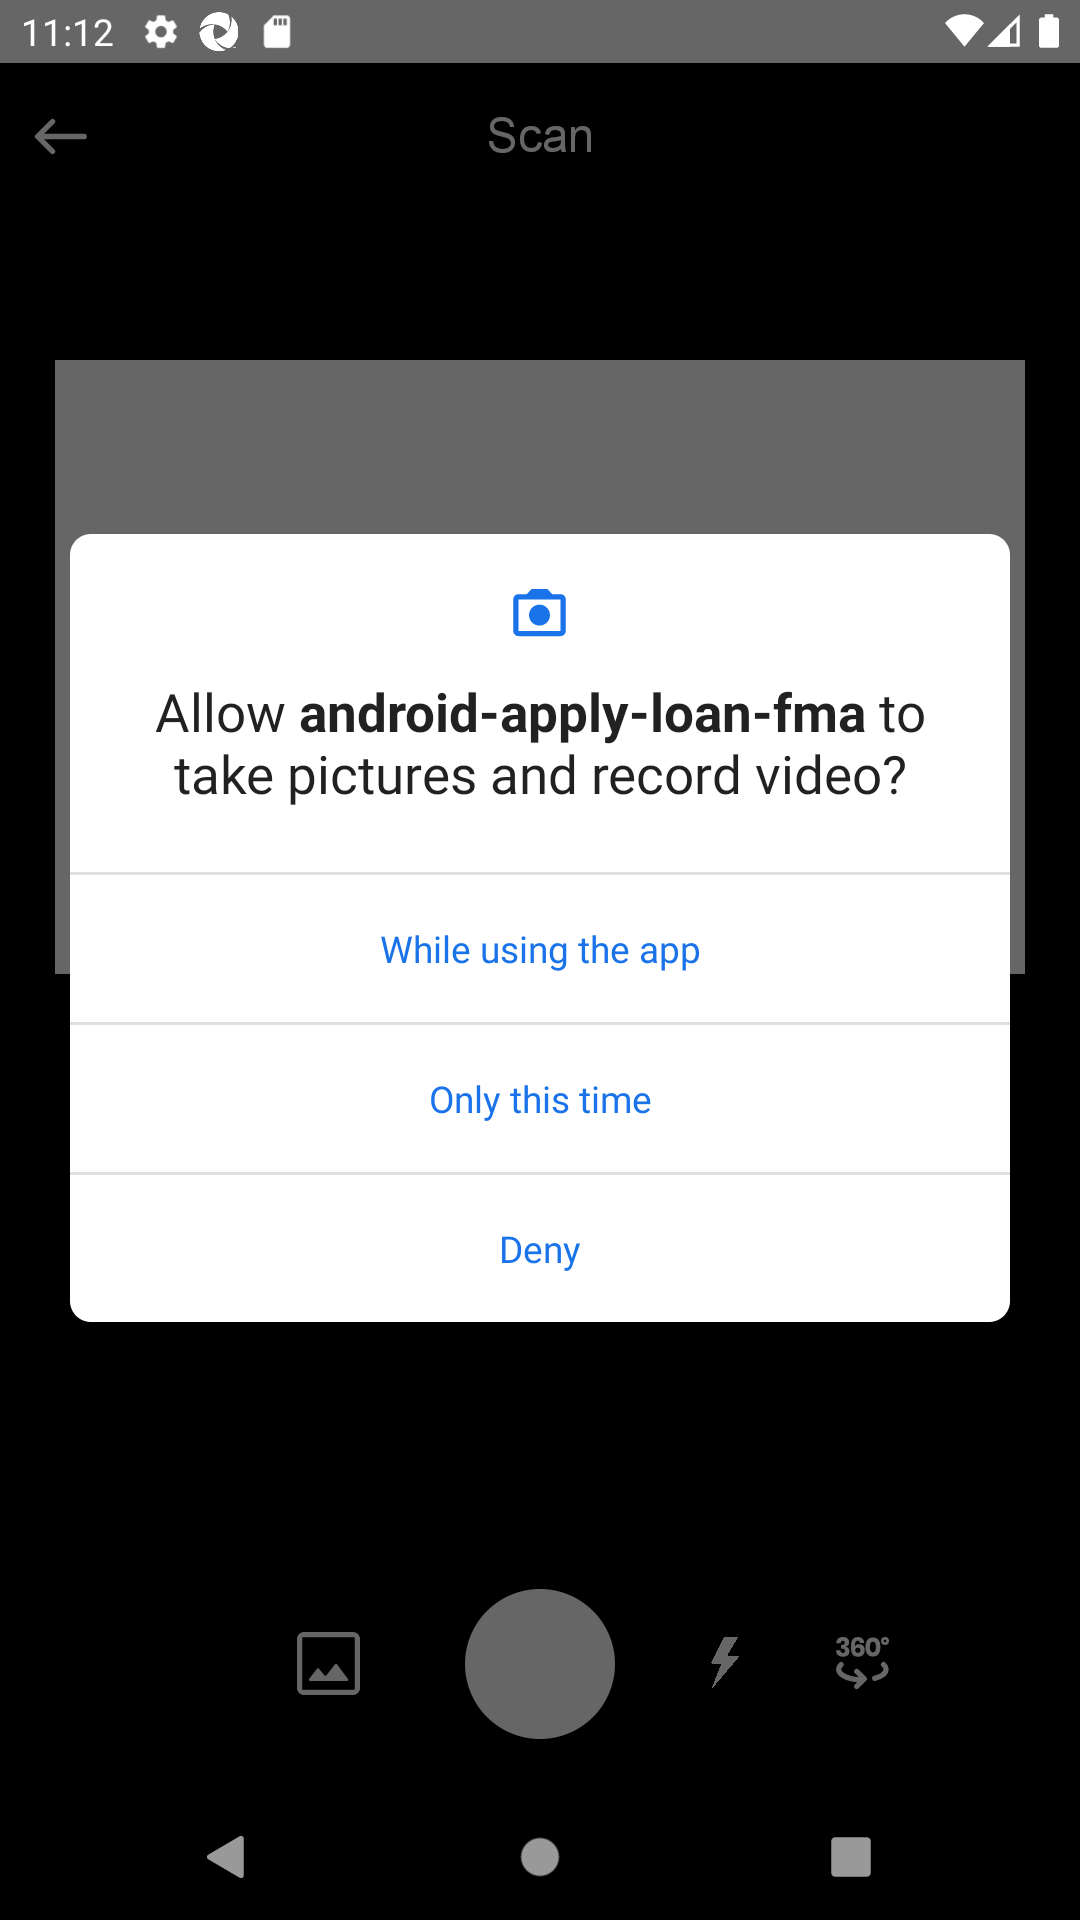 11:12
Scan
Allow android-apply-loan-fma to
take pictures and record video?
While using the app
Only this time
Deny
360°